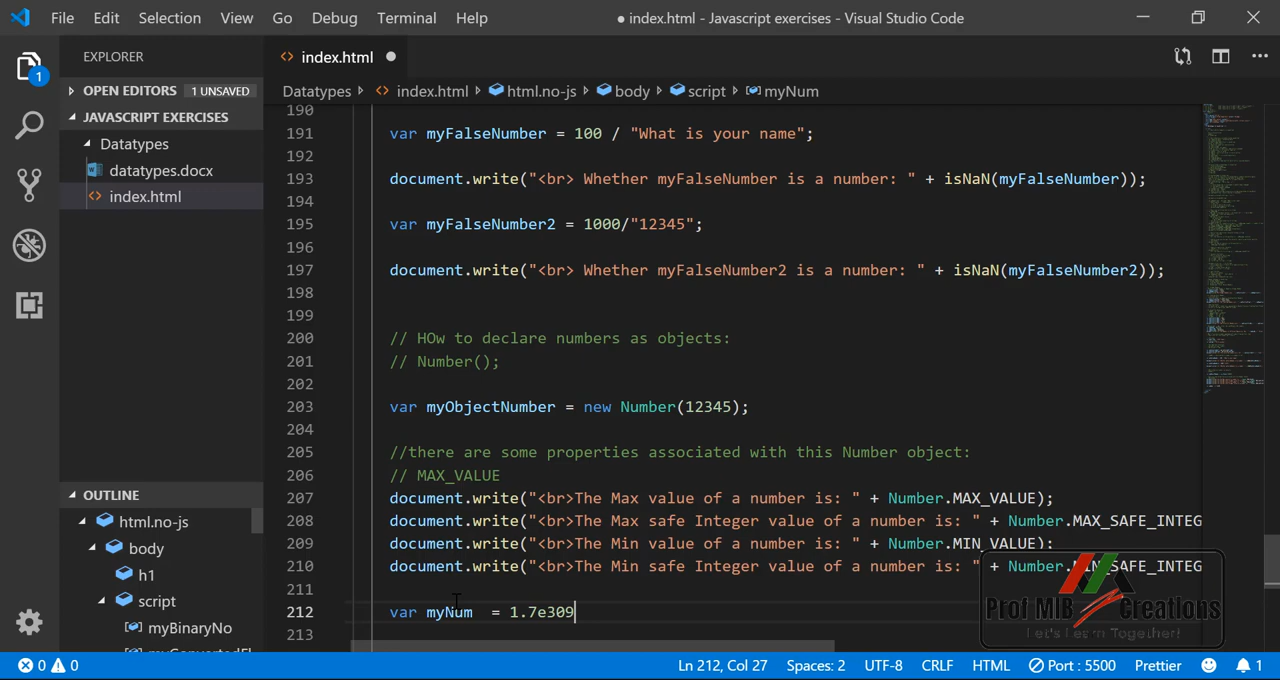 File Edit Selection View Go Debug Terminal Help
● index.html - Javascript exercises - Visual Studio Code
EXPLORER
OPEN EDITORS 1 UNSAVED
JAVASCRIPT EXERCISES
Datatypes
datatypes.docx
index.html
1
OUTLINE
html.no-js
body
h1
script
myBinaryNo
index.html ●
Datatypes index.html html.no-js body script myNum
190
191 var myFalseNumber = 100 / "What is your name";
192
193 document.write("<br> Whether myFalseNumber is a number: " + isNaN(myFalseNumber));
194
195 var myFalseNumber2 = 1000/"12345";
196
197 document.write("<br> Whether myFalseNumber2 is a number: " + isNaN(myFalseNumber2));
198
199
200 // HOw to declare numbers as objects:
201 // Number();
202
203 var myObjectNumber = new Number(12345);
204
205 //there are some properties associated with this Number object:
206 // MAX_VALUE
207 document.write("<br>The Max value of a number is: " + Number.MAX_VALUE);
208 document.write("<br>The Max safe Integer value of a number is: " + Number.MAX_SAFE_INTEG
209 document.write("<br>The Min value of a number is: " + Number.MIN_VALUE);
210 document.write("<br>The Min safe Integer value of a number is: " + Number.MIN_SAFE_INTEG
211
212 var myNum  = 1.7e309
213
Prof MIB Creations
Let's Learn Together!
0 0
Ln 212, Col 27 Spaces: 2 UTF-8 CRLF HTML Port : 5500 Prettier 1